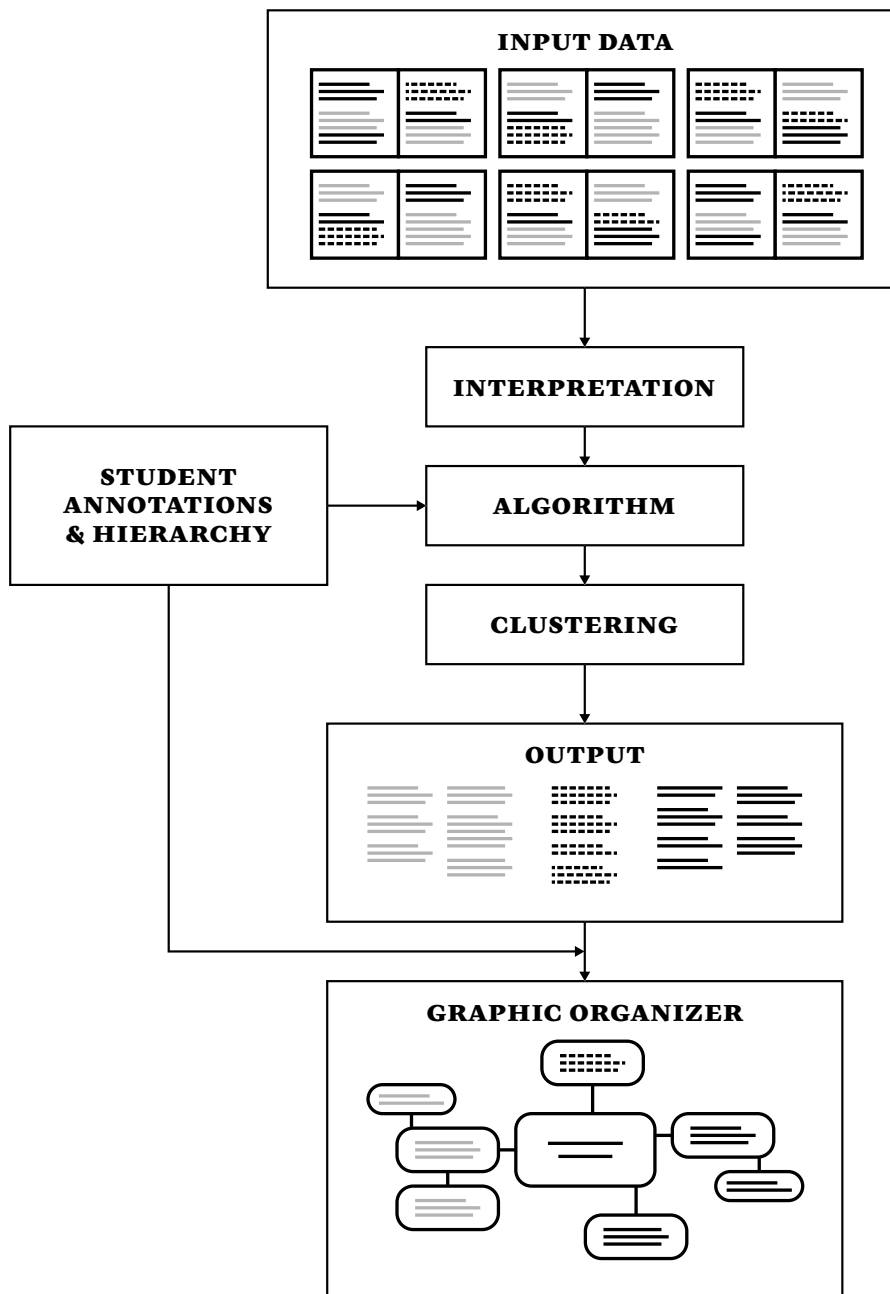 INPUT DATA
INTERPRETATION
STUDENT
ANNOTATIONS
& HIERARCHY
ALGORITHM
CLUSTERING
OUTPUT
GRAPHIC ORGANIZER